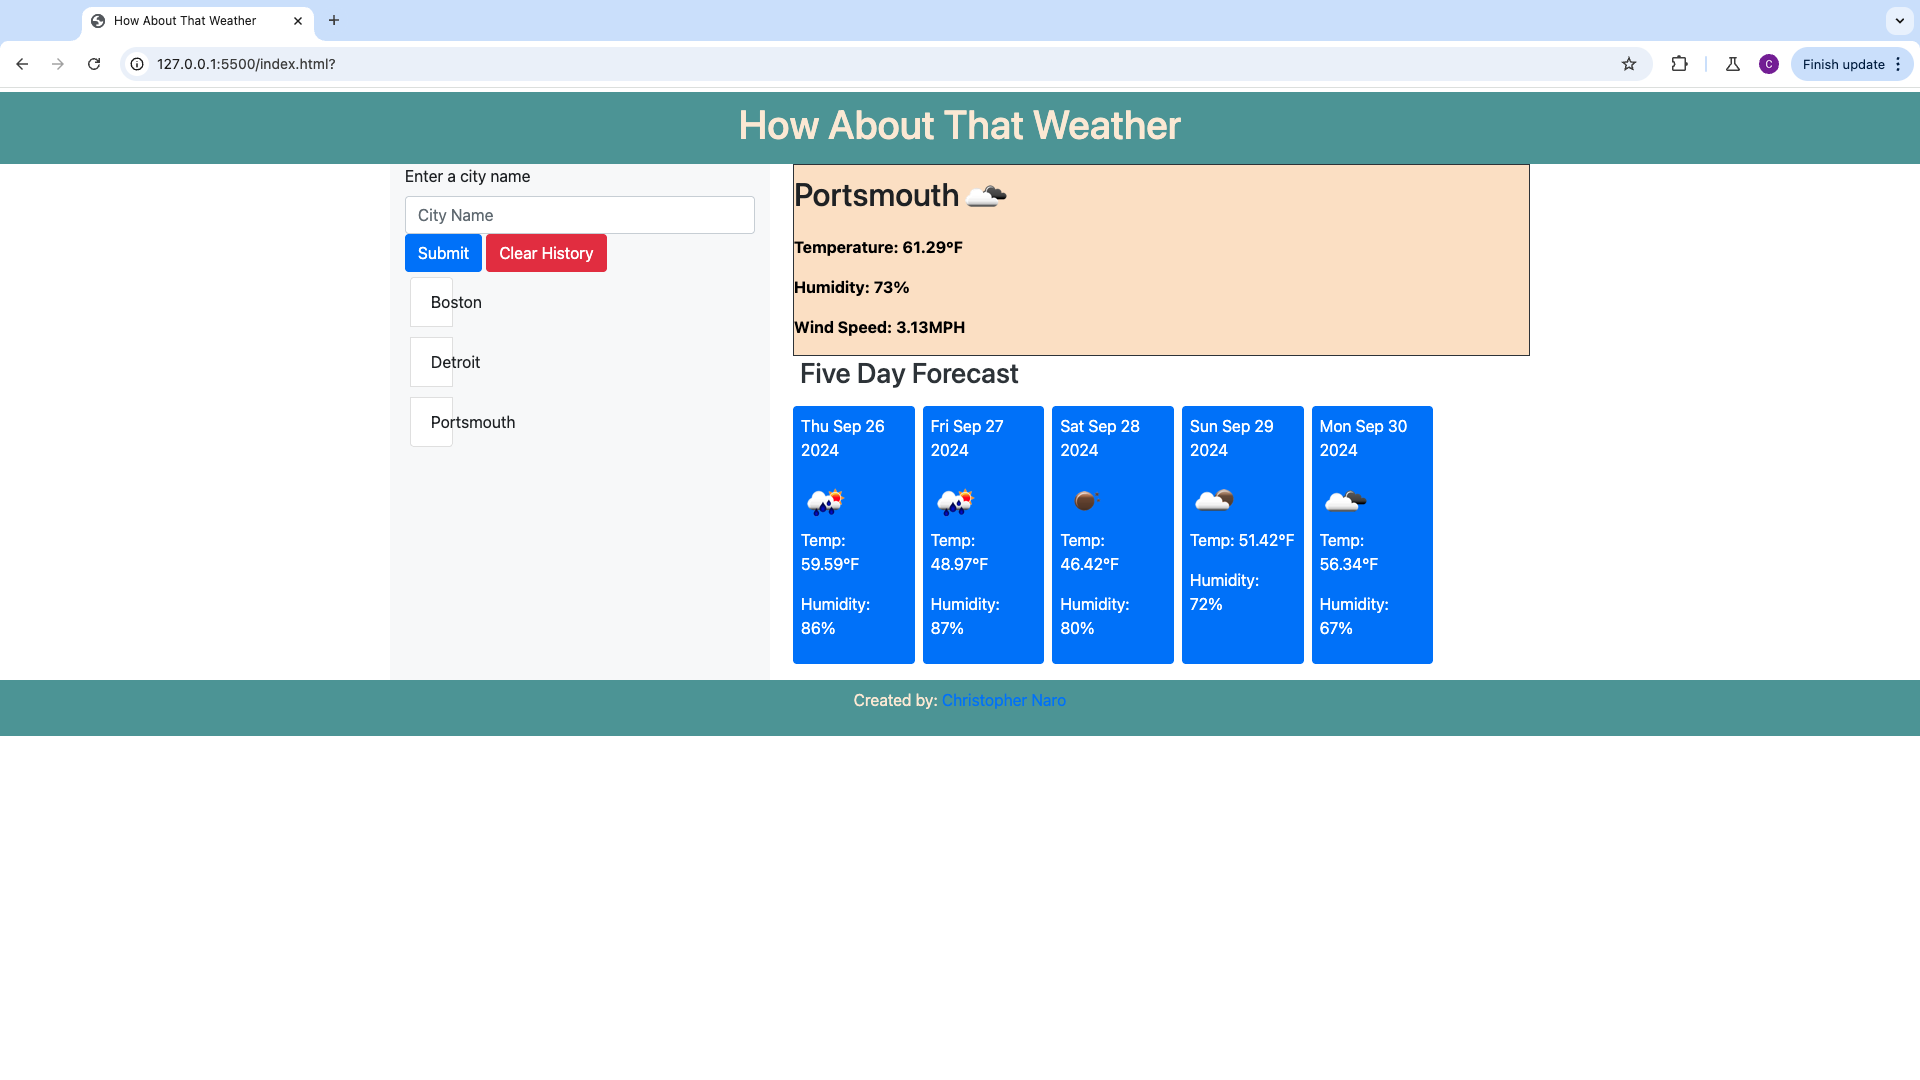 How About That Weather
127.0.0.1:5500/index.html?
C
Finish update
How About That Weather
Enter a city name
City Name
Submit
Clear History
Boston
Detroit
Portsmouth
Portsmouth
Temperature: 61.29°F
Humidity: 73%
Wind Speed: 3.13MPH
Five Day Forecast
Thu Sep 26
2024
Temp:
59.59°F
Humidity:
86%
Fri Sep 27
2024
Temp:
48.97°F
Humidity:
87%
Sat Sep 28
2024
Temp:
46.42°F
Humidity:
80%
Sun Sep 29
2024
Temp: 51.42°F
Humidity:
72%
Mon Sep 30
2024
Temp:
56.34°F
Humidity:
67%
Created by: Christopher Naro